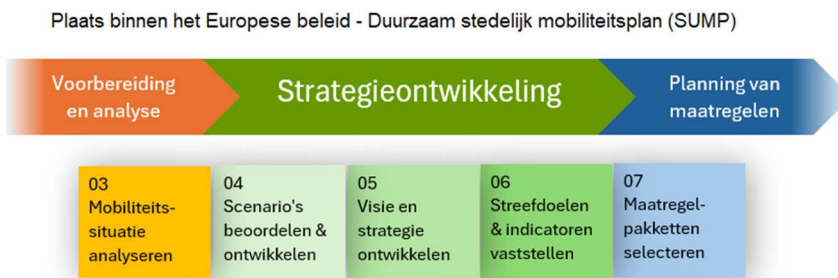 Plaats binnen het Europese beleid - Duurzaam stedelijk mobiliteitsplan (SUMP)
Voorbereiding
en analyse
Strategieontwikkeling
Planning van
maatregelen
03
Mobiliteits-
situatie
analyseren
04
Scenario's
beoordelen &
ontwikkelen
05
Visie en
strategie
ontwikkelen
06
Streefdoelen
& indicatoren
vaststellen
07
Maatregel-
pakketten
selecteren